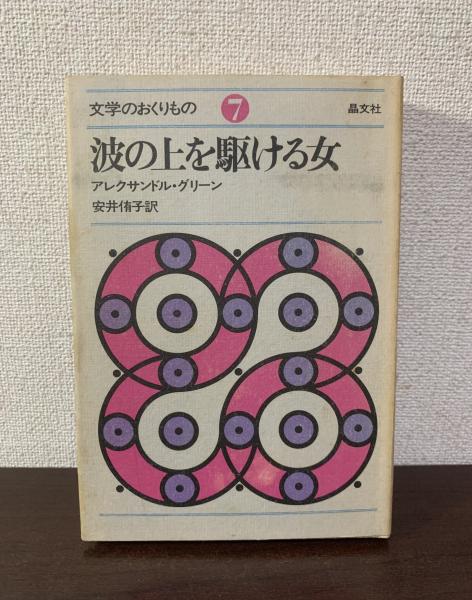 文学のおくりもの 7 晶文社
波の上を駆ける女
アレクサンドル・グリーン
安井侑子訳